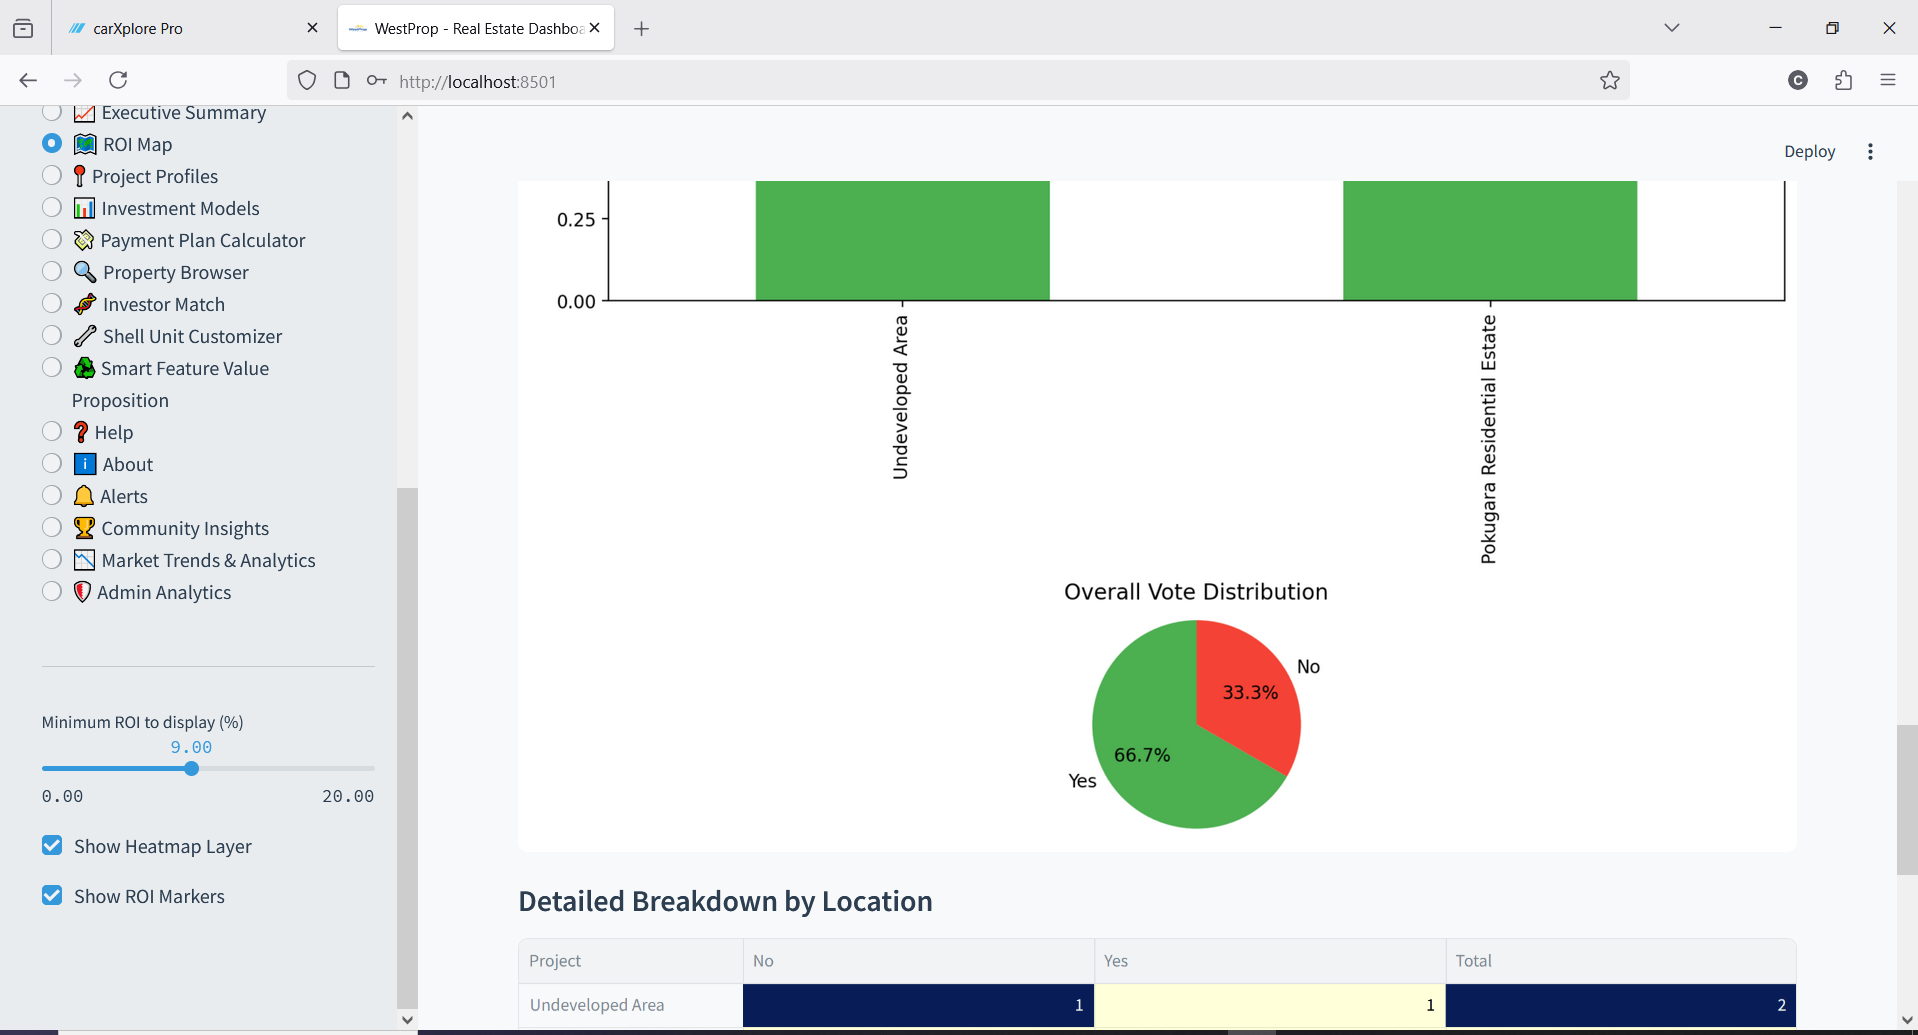 carXplore Pro
WestProp - Real Estate Dashboa
http://localhost:8501
C
Executive Summary
ROI Map
Project Profiles
Investment Models
Payment Plan Calculator
Property Browser
Investor Match
Shell Unit Customizer
Smart Feature Value
Proposition
Help
About
Alerts
Community Insights
Market Trends & Analytics
Admin Analytics
Minimum ROI to display (%)
9.00
0.00 20.00
Show Heatmap Layer
Show ROI Markers
Deploy
0.25
0.00
Undeveloped Area
Pokugara Residential Estate
Overall Vote Distribution
No
33.3%
66.7%
Yes
Detailed Breakdown by Location
Project No Yes Total
Undeveloped Area 1 1 2